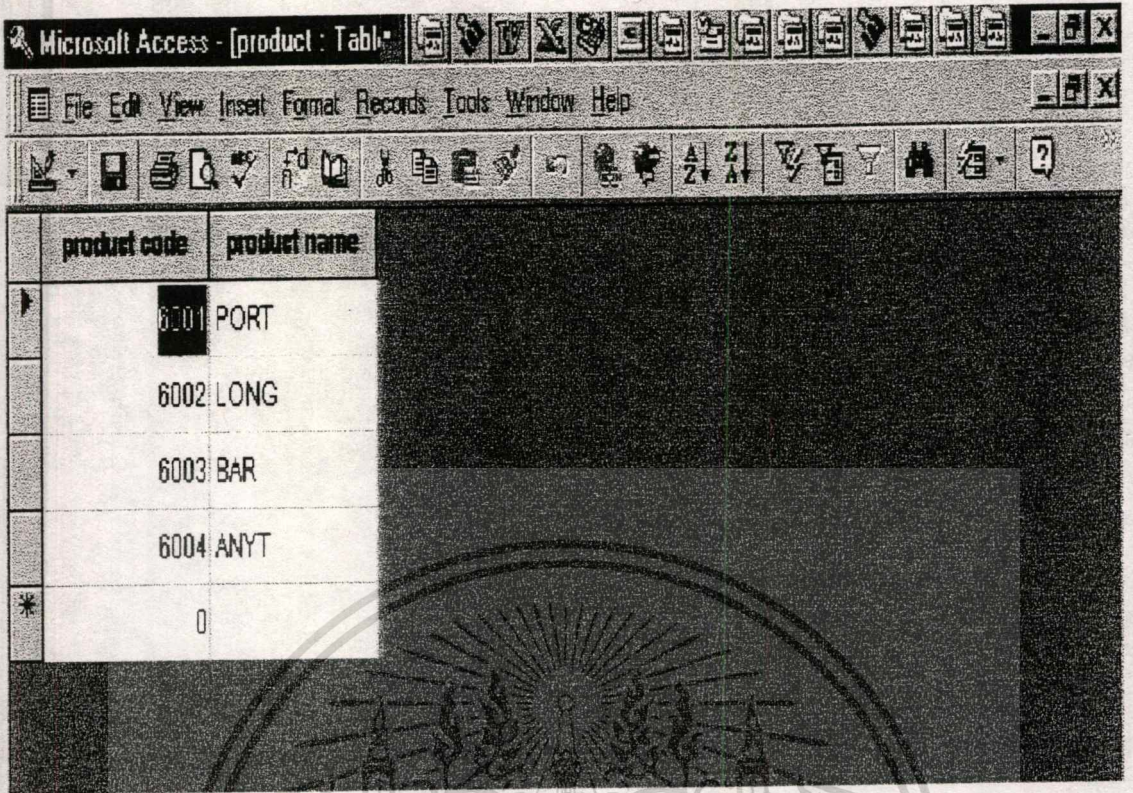 Microsoft Access - [product : Tabl
File Edit View Insert Format Records Tools Window Help
product code product name
6001 PORT
6002 LONG
6003 BAR
6004 ANYT
0